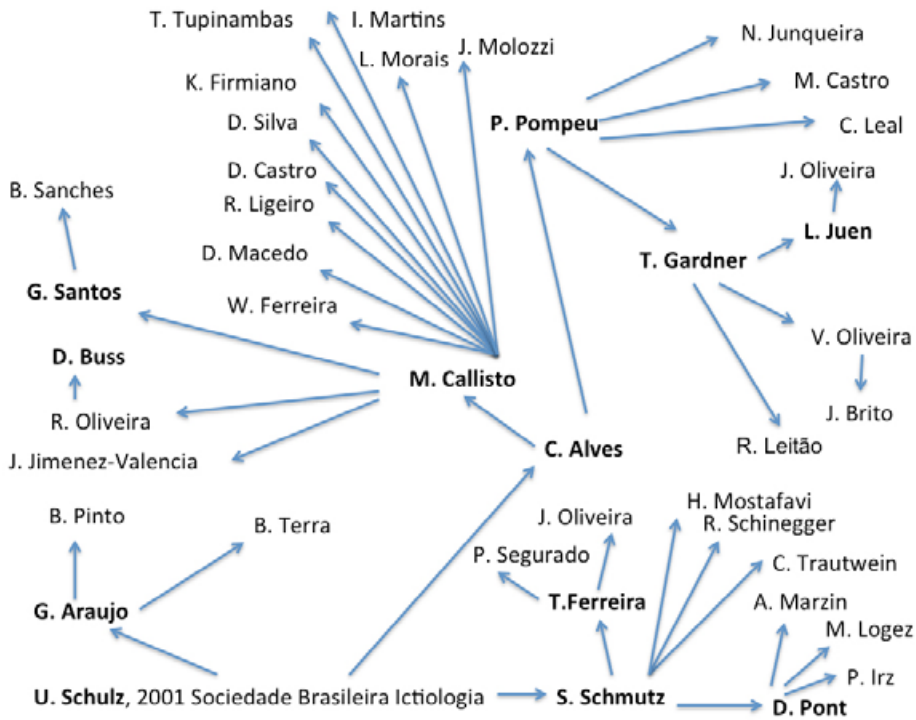 T. Tupinambas
I. Martins
J. Molozzi
N. Junqueira
L. Morais
K. Firmiano
M. Castro
D. Silva
P. Pompeu
C. Leal
D. Castro
J. Oliveira
B. Sanches
R. Ligeiro
L. Juen
D. Macedo
T. Gardner
G. Santos
W. Ferreira
V. Oliveira
D. Buss
M. Callisto
R. Oliveira
J. Brito
J. Jimenez-Valencia
C. Alves
R. Leitão
H. Mostafavi
B. Pinto
B. Terra
J. Oliveira
R. Schinegger
P. Segurado
C. Trautwein
G. Araujo
T.Ferreira
A. Marzin
M. Logez
P. Irz
U. Schulz, 2001 Sociedade Brasileira Ictiologia
S. Schmutz
D. Pont